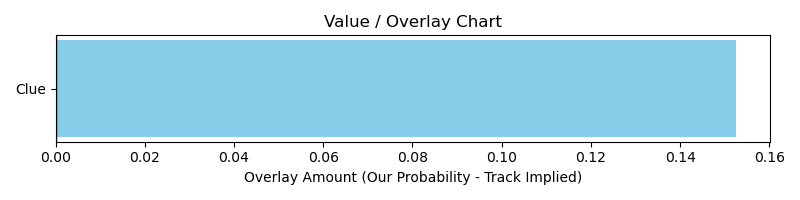 Value / Overlay Chart
Clue
0.00 0.02 0.04 0.06 0.08 0.10 0.12 0.14 0.16
Overlay Amount (Our Probability - Track Implied)